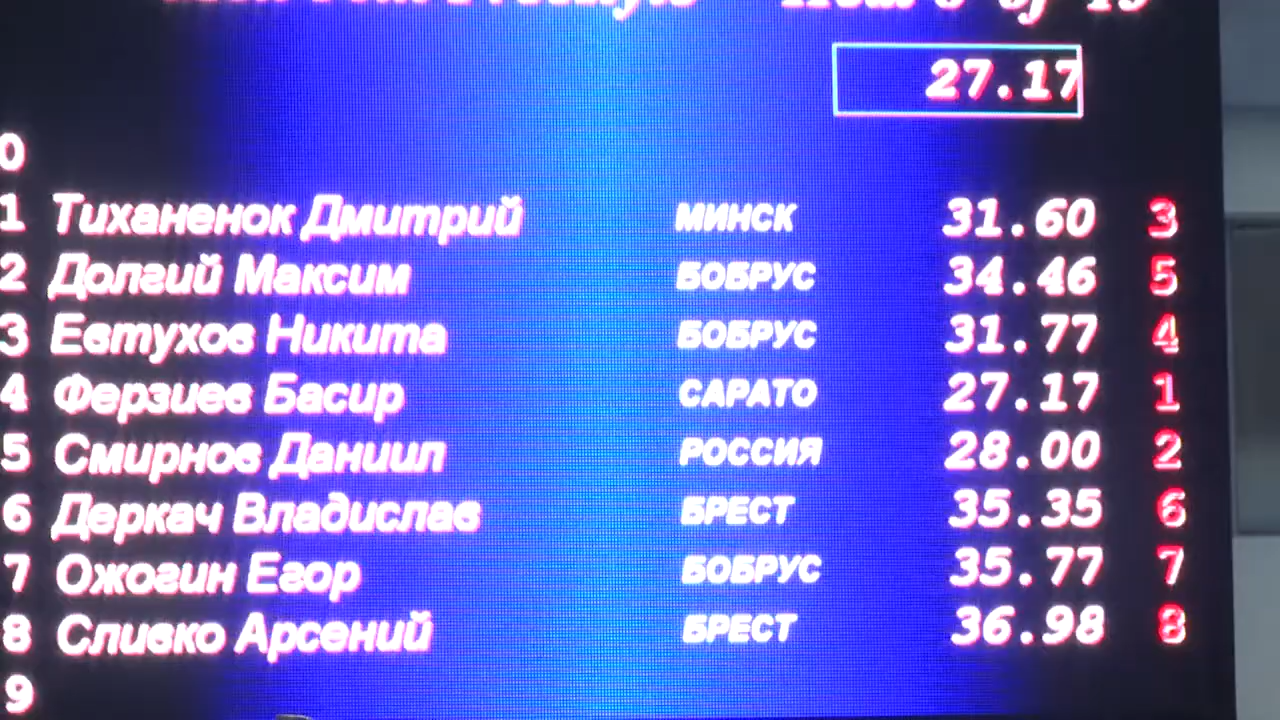 27.17
0
1 Тиханенок Дмитрий МИНСК 31.60 3
2 Долгий Максим БОБРУС 34.46 5
3 Евтухов Никита БОБРУС 31.77 4
4 Ферзиев Басир САРАТО 27.17 1
5 Смирнов Даниил РОССИЯ 28.00 2
6 Деркач Владислав БРЕСТ 35.35 6
7 Ожогин Егор БОБРУС 35.77 7
8 Сливко Арсений БРЕСТ 36.98 8
9